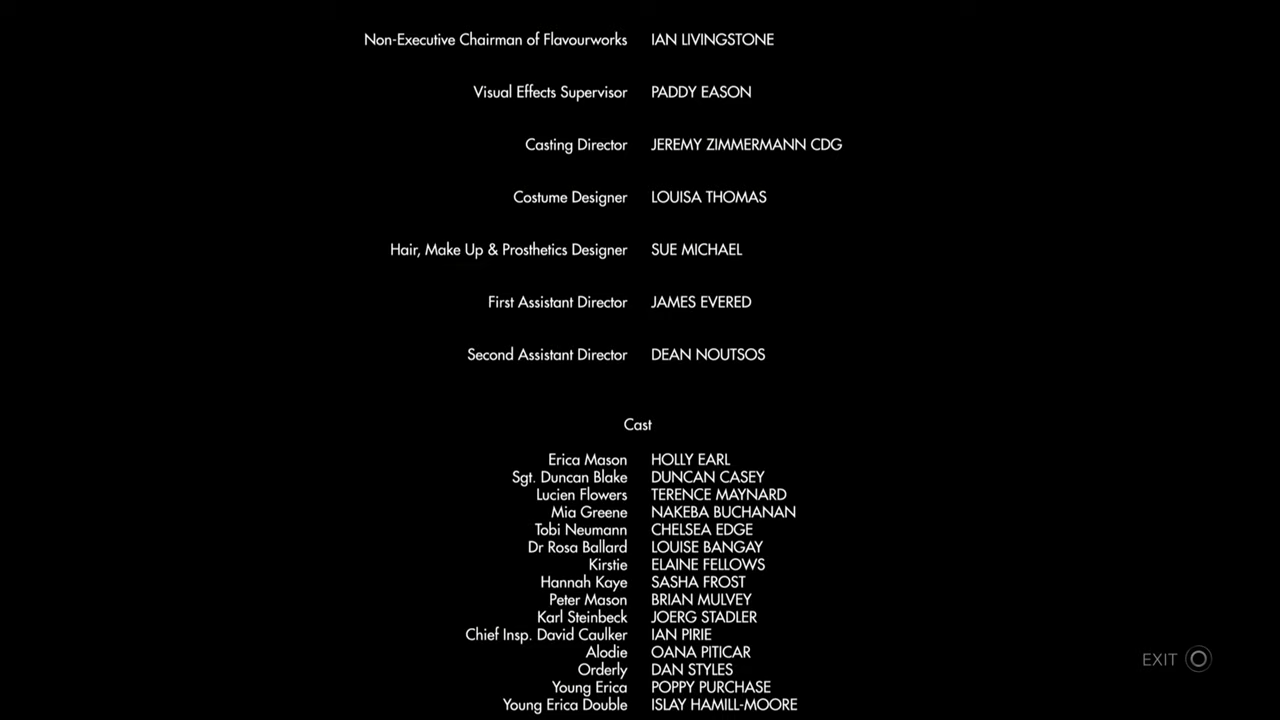 Non-Executive Chairman of Flavourworks IAN LIVINGSTONE
Visual Effects Supervisor PADDY EASON
Casting Director JEREMY ZIMMERMANN CDG
Costume Designer LOUISA THOMAS
Hair, Make Up & Prosthetics Designer SUE MICHAEL
First Assistant Director JAMES EVERED
Second Assistant Director DEAN NOUTSOS
Cast
Erica Mason HOLLY EARL
Sgt. Duncan Blake DUNCAN CASEY
Lucien Flowers TERENCE MAYNARD
Mia Greene NAKEBA BUCHANAN
Tobi Neumann CHELSEA EDGE
Dr Rosa Ballard LOUISE BANGAY
Kirstie ELAINE FELLOWS
Hannah Kaye SASHA FROST
Peter Mason BRIAN MULVEY
Karl Steinbeck JOERG STADLER
Chief Insp. David Caulker IAN PIRIE
Alodie OANA PITICAR
Orderly DAN STYLES
Young Erica POPPY PURCHASE
Young Erica Double ISLAY HAMILL-MOORE
EXIT